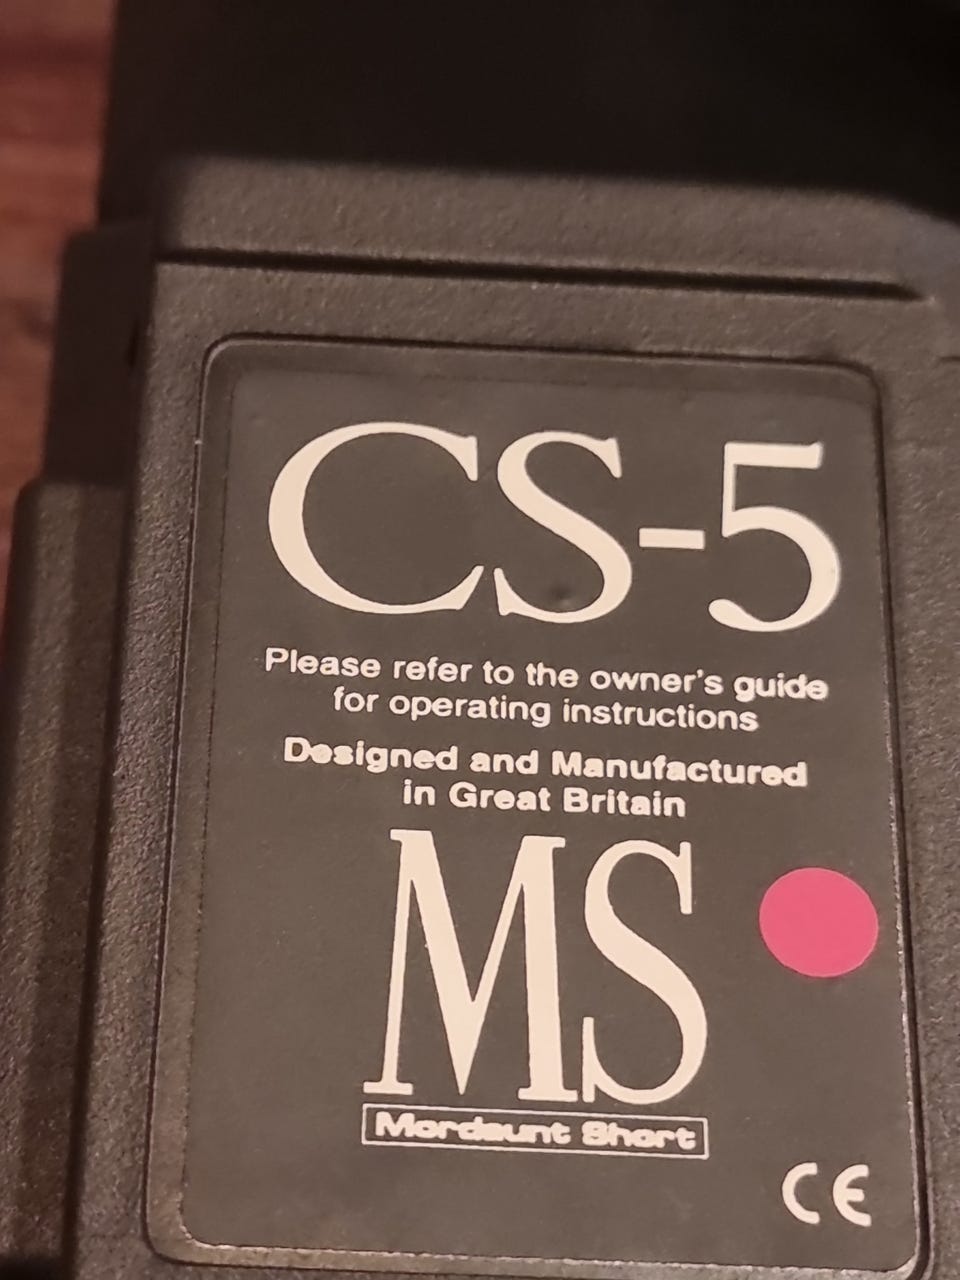 CS-5
Please refer to the owner's guide
for operating instructions
Designed and Manufactured
in Great Britain
MS
Mordaunt Short
CE